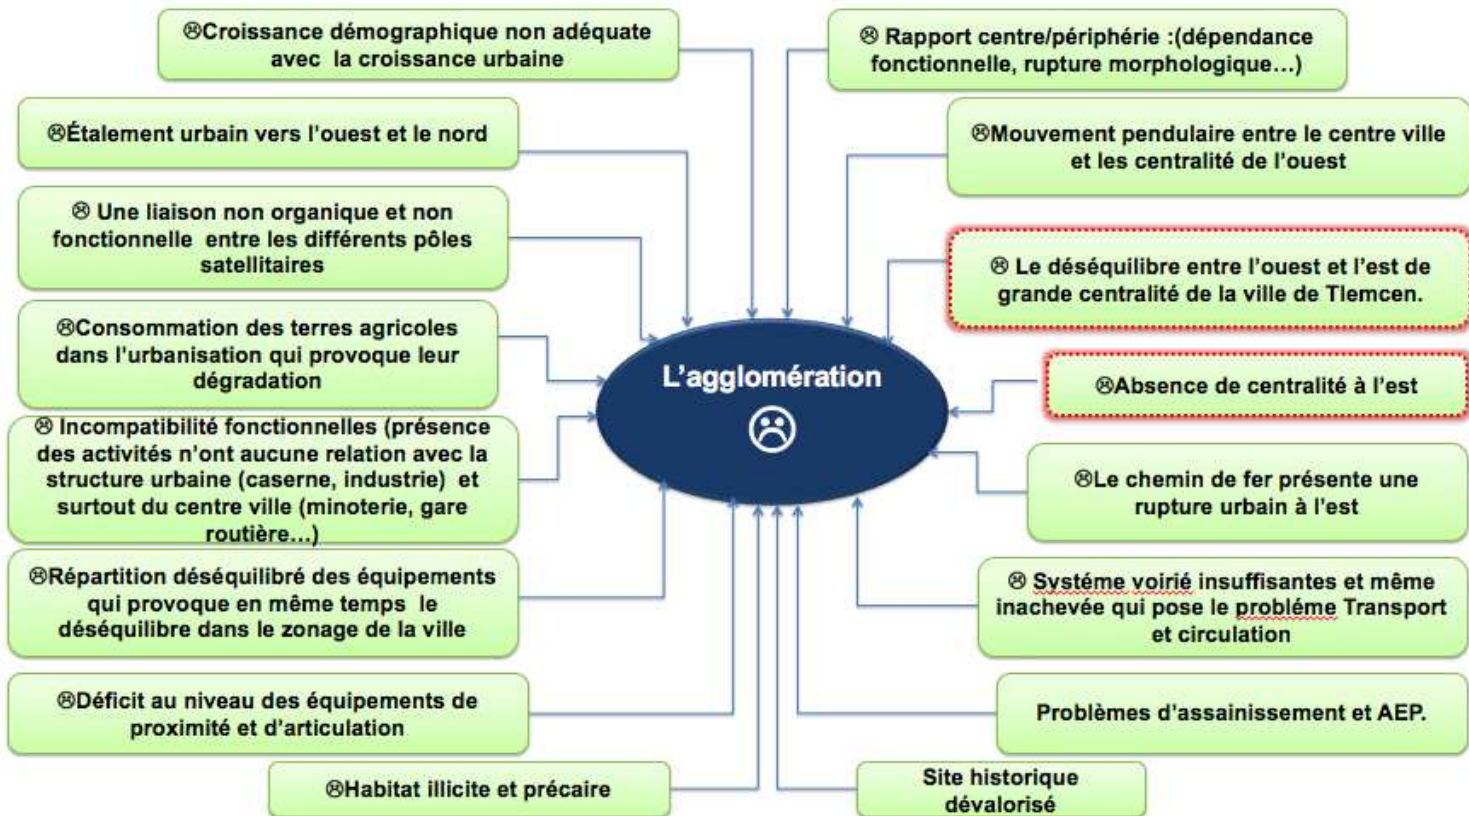 ☹Croissance démographique non adéquate
avec la croissance urbaine
☹ Rapport centre/périphérie :(dépendance
fonctionnelle, rupture morphologique…)
☹Étalement urbain vers l'ouest et le nord
☹Mouvement pendulaire entre le centre ville
et les centralité de l'ouest
☹ Une liaison non organique et non
fonctionnelle entre les différents pôles
satellitaires
☹ Le déséquilibre entre l'ouest et l'est de
grande centralité de la ville de Tlemcen.
☹Consommation des terres agricoles
dans l'urbanisation qui provoque leur
dégradation
L'agglomération
☹
☹Absence de centralité à l'est
☹ Incompatibilité fonctionnelles (présence
des activités n'ont aucune relation avec la
structure urbaine (caserne, industrie) et
surtout du centre ville (minoterie, gare
routière…)
☹Le chemin de fer présente une
rupture urbain à l'est
☹Répartition déséquilibré des équipements
qui provoque en même temps le
déséquilibre dans le zonage de la ville
☹ Systéme voirié insuffisantes et même
inachevée qui pose le probléme Transport
et circulation
☹Déficit au niveau des équipements de
proximité et d'articulation
Problèmes d'assainissement et AEP.
☹Habitat illicite et précaire
Site historique
dévalorisé